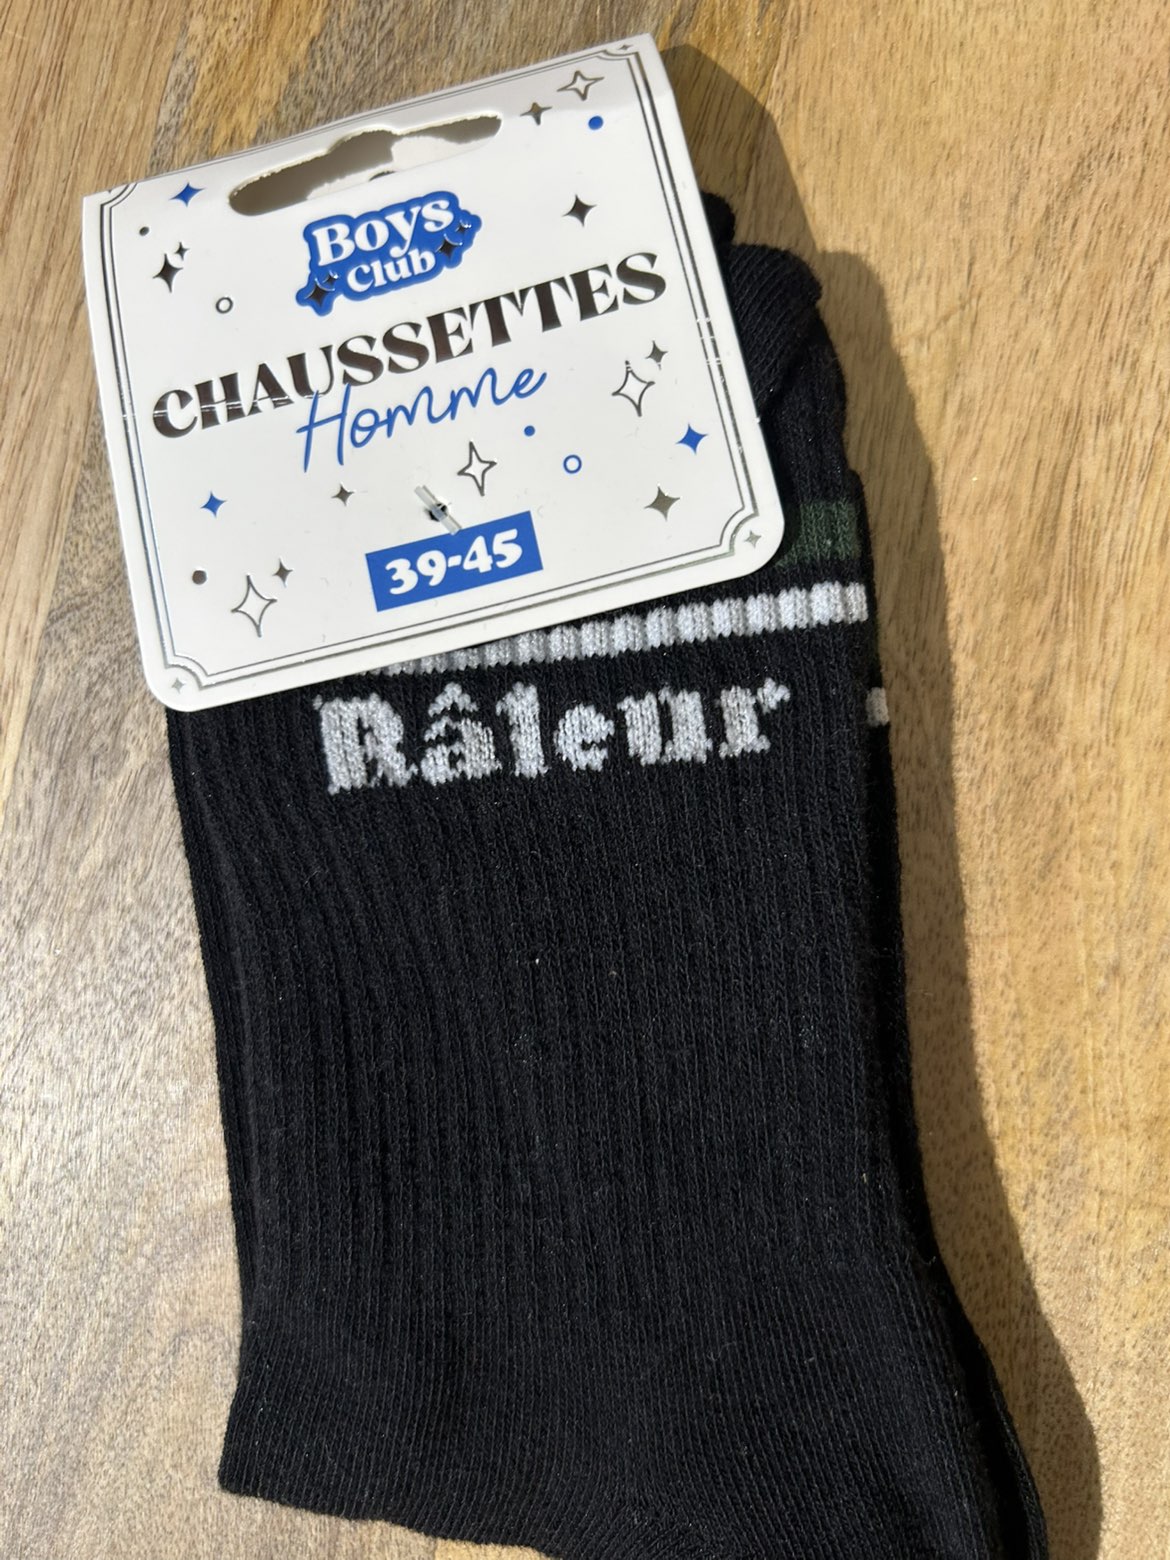 Boys
Club
CHAUSSETTES
Homme
39-45
Râleur